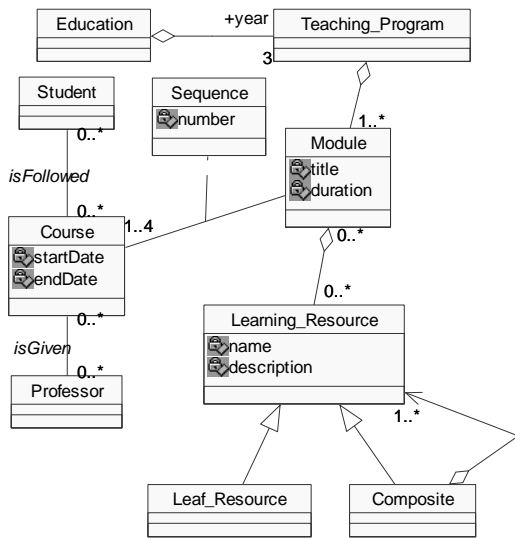 Education
+year
Teaching_Program
3
Student
Sequence
number
0..*
1..*
Module
title
duration
isFollowed
0..*
1..4
0..*
Course
startDate
endDate
0..*
0..*
Learning_Resource
name
description
isGiven
0..*
Professor
1..*
Leaf_Resource
Composite